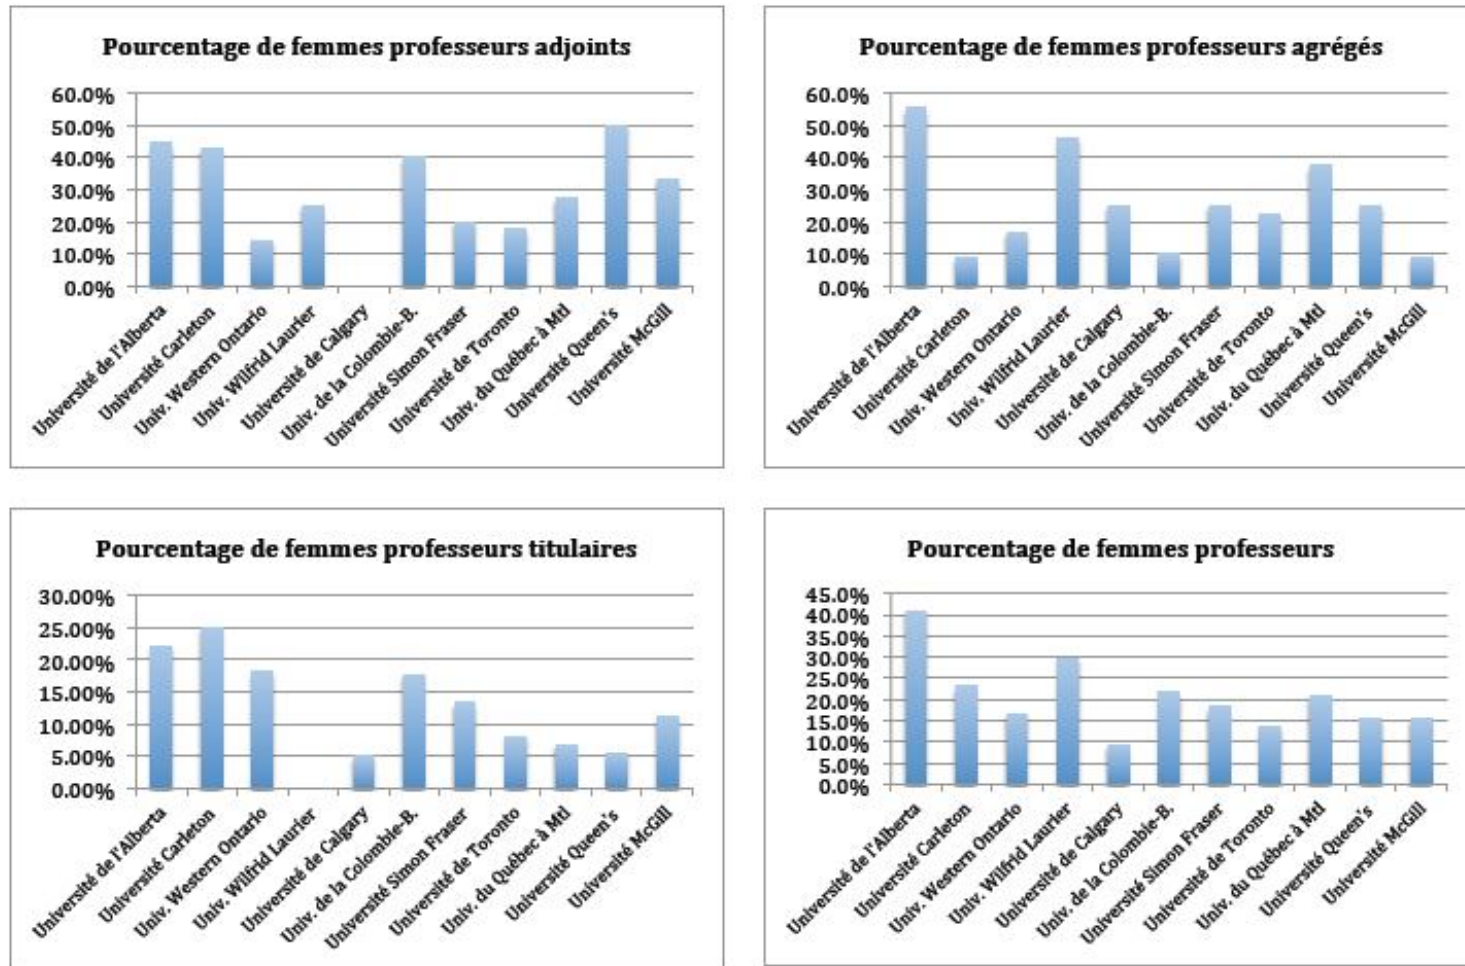 Pourcentage de femmes professeurs adjoints
60.0%
50.0%
40.0%
30.0%
20.0%
10.0%
0.0%
Université de l'Alberta
Université Carleton
Univ. Western Ontario
Univ. Wilfrid Laurier
Université de Calgary
Univ. de la Colombie-B.
Université Simon Fraser
Université de Toronto
Univ. du Québec à Mtl
Université Queen's
Université McGill
Pourcentage de femmes professeurs agrégés
60.0%
50.0%
40.0%
30.0%
20.0%
10.0%
0.0%
Université de l'Alberta
Université Carleton
Univ. Western Ontario
Univ. Wilfrid Laurier
Université de Calgary
Univ. de la Colombie-B.
Université Simon Fraser
Université de Toronto
Univ. du Québec à Mtl
Université Queen's
Université McGill
Pourcentage de femmes professeurs titulaires
30.00%
25.00%
20.00%
15.00%
10.00%
5.00%
0.00%
Université de l'Alberta
Université Carleton
Univ. Western Ontario
Univ. Wilfrid Laurier
Université de Calgary
Univ. de la Colombie-B.
Université Simon Fraser
Université de Toronto
Univ. du Québec à Mtl
Université Queen's
Université McGill
Pourcentage de femmes professeurs
45.0%
40.0%
35.0%
30.0%
25.0%
20.0%
15.0%
10.0%
5.0%
0.0%
Université de l'Alberta
Université Carleton
Univ. Western Ontario
Univ. Wilfrid Laurier
Université de Calgary
Univ. de la Colombie-B.
Université Simon Fraser
Université de Toronto
Univ. du Québec à Mtl
Université Queen's
Université McGill